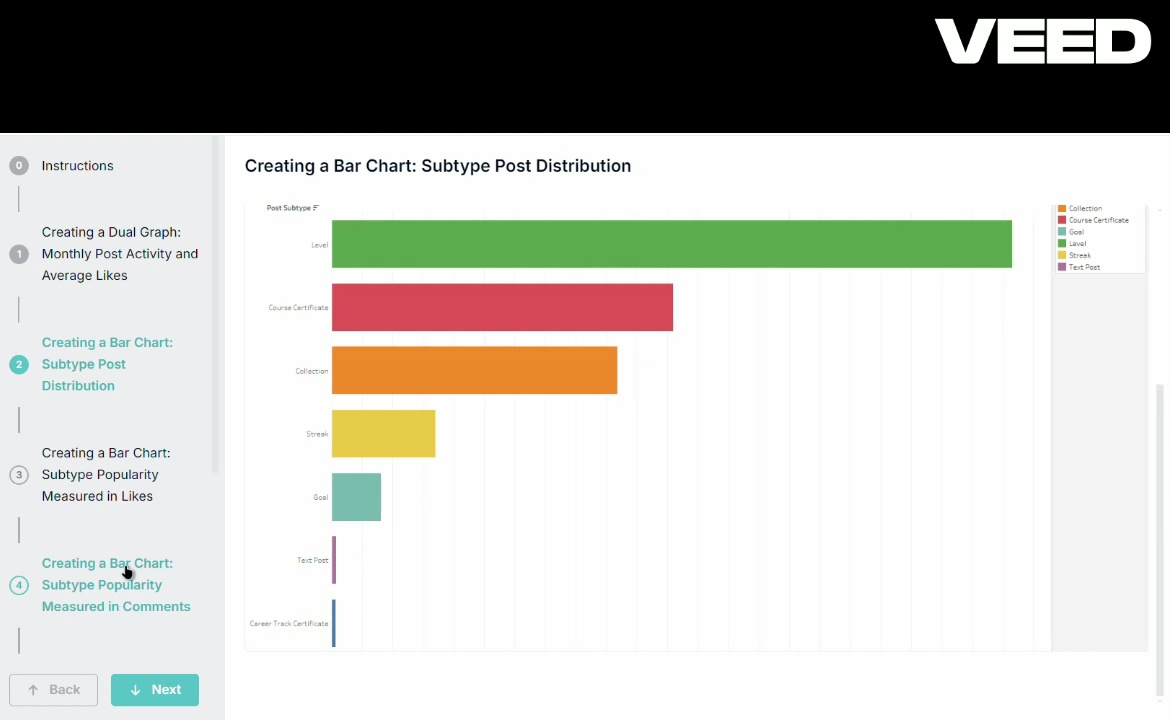 VEED
0 Instructions
1 Creating a Dual Graph:
Monthly Post Activity and
Average Likes
2 Creating a Bar Chart:
Subtype Post
Distribution
3 Creating a Bar Chart:
Subtype Popularity
Measured in Likes
4 Creating a Bar Chart:
Subtype Popularity
Measured in Comments
Back
Next
Creating a Bar Chart: Subtype Post Distribution
Post Subtype
Level
Course Certificate
Collection
Streak
Goal
Text Post
Career Track Certificate
Collection
Course Certificate
Goal
Level
Streak
Text Post